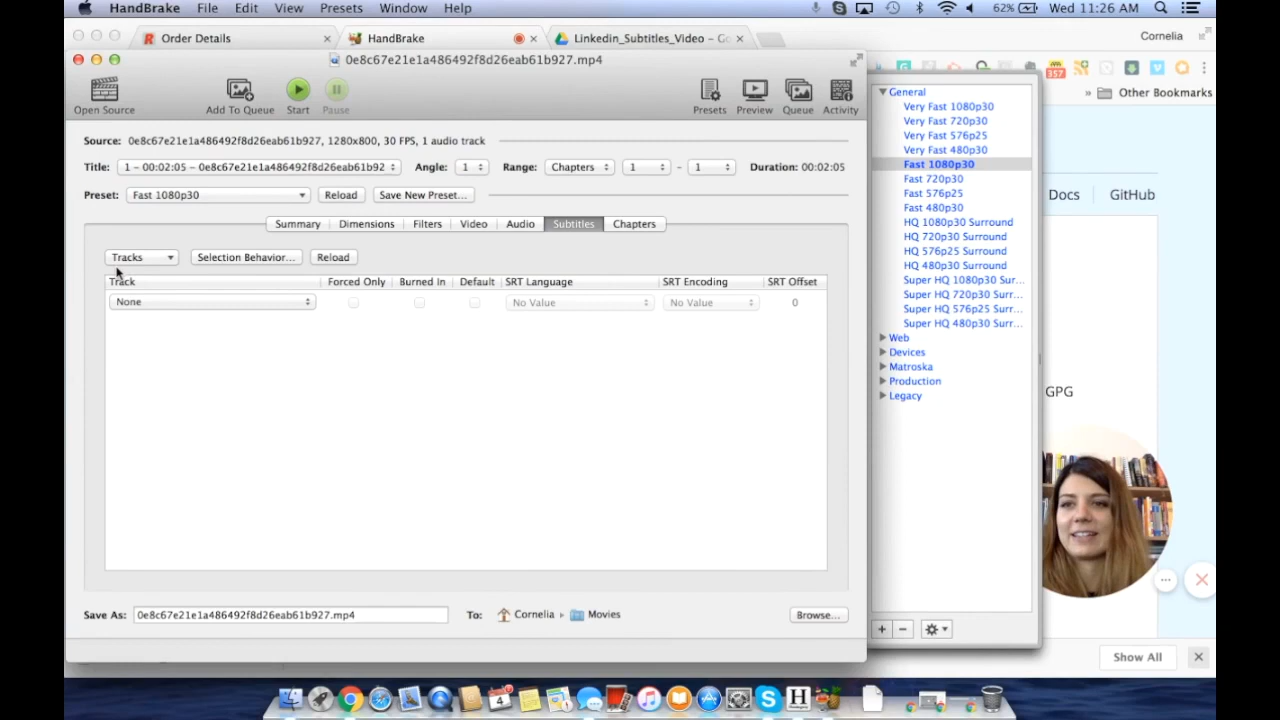 HandBrake File Edit View Presets Window Help 62% Wed 11:26 AM
Order Details HandBrake Linkedin_Subtitles_Video – Go Cornelia
0e8c67e21e1a486492f8d26eab61b927.mp4
357
Open Source Add To Queue Start Pause Presets Preview Queue Activity
» Other Bookmarks
Source: 0e8c67e21e1a486492f8d26eab61b927, 1280x800, 30 FPS, 1 audio track
Title: 1 – 00:02:05 – 0e8c67e21e1a486492f8d26eab61b92 Angle: 1 Range: Chapters 1 – 1 Duration: 00:02:05
Preset: Fast 1080p30 Reload Save New Preset...
Summary Dimensions Filters Video Audio Subtitles Chapters
Tracks Selection Behavior... Reload
Track Forced Only Burned In Default SRT Language SRT Encoding SRT Offset
None No Value No Value 0
Save As: 0e8c67e21e1a486492f8d26eab61b927.mp4 To: Cornelia Movies Browse...
General
Very Fast 1080p30
Very Fast 720p30
Very Fast 576p25
Very Fast 480p30
Fast 1080p30
Fast 720p30
Fast 576p25
Fast 480p30
HQ 1080p30 Surround
HQ 720p30 Surround
HQ 576p25 Surround
HQ 480p30 Surround
Super HQ 1080p30 Sur...
Super HQ 720p30 Surr...
Super HQ 576p25 Surr...
Super HQ 480p30 Surr...
Web
Devices
Matroska
Production
Legacy
Docs GitHub
GPG
Show All
4